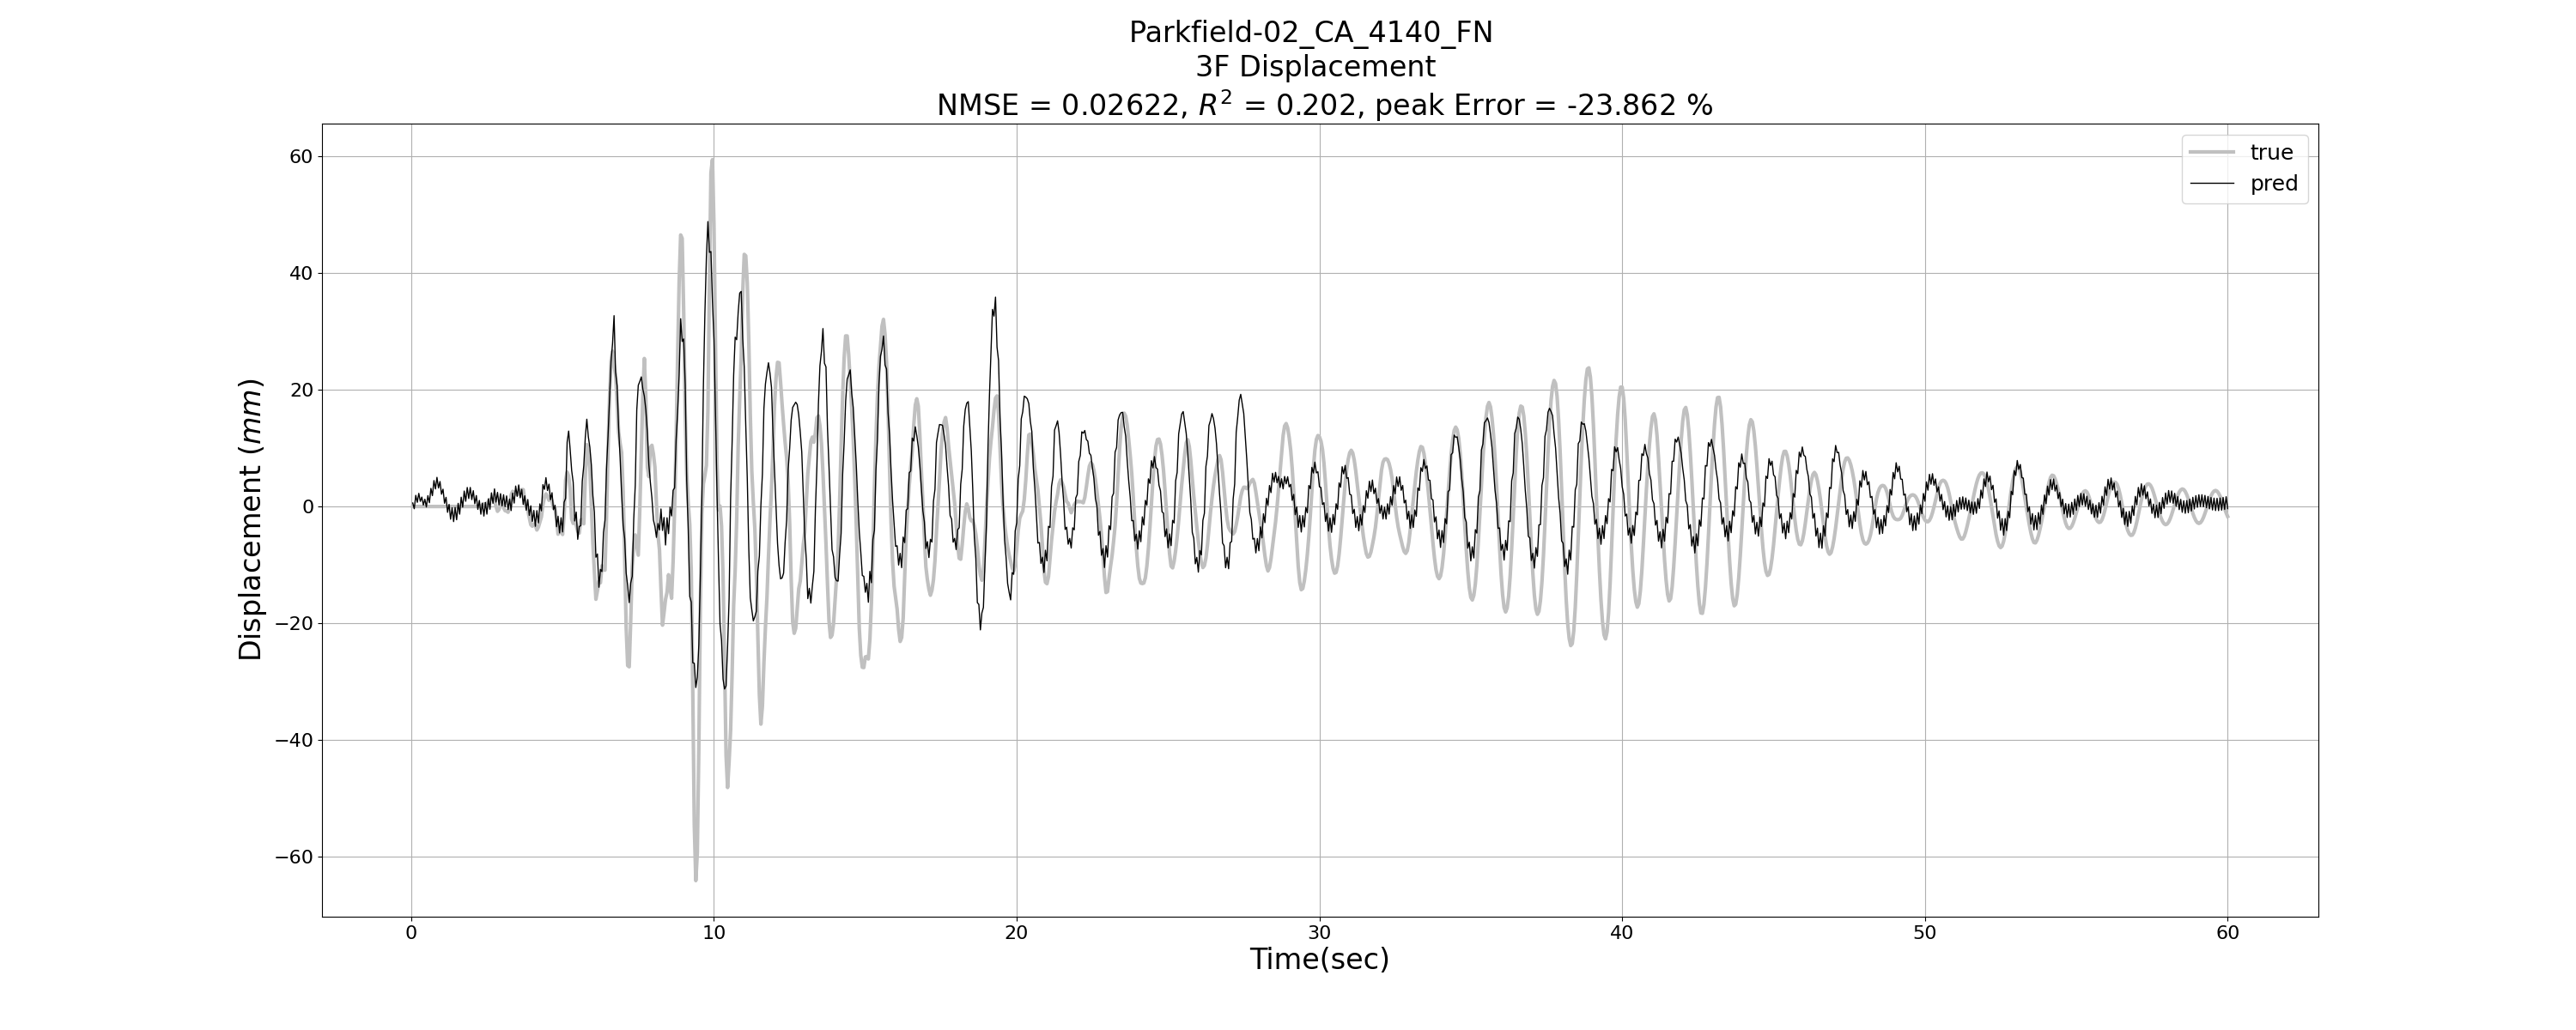 Parkfield-02_CA_4140_FN
3F Displacement
NMSE = 0.02622, R² = 0.202, peak Error = -23.862 %
true
pred
60
40
20
0
−20
−40
−60
Displacement (mm)
0 10 20 30 40 50 60
Time(sec)